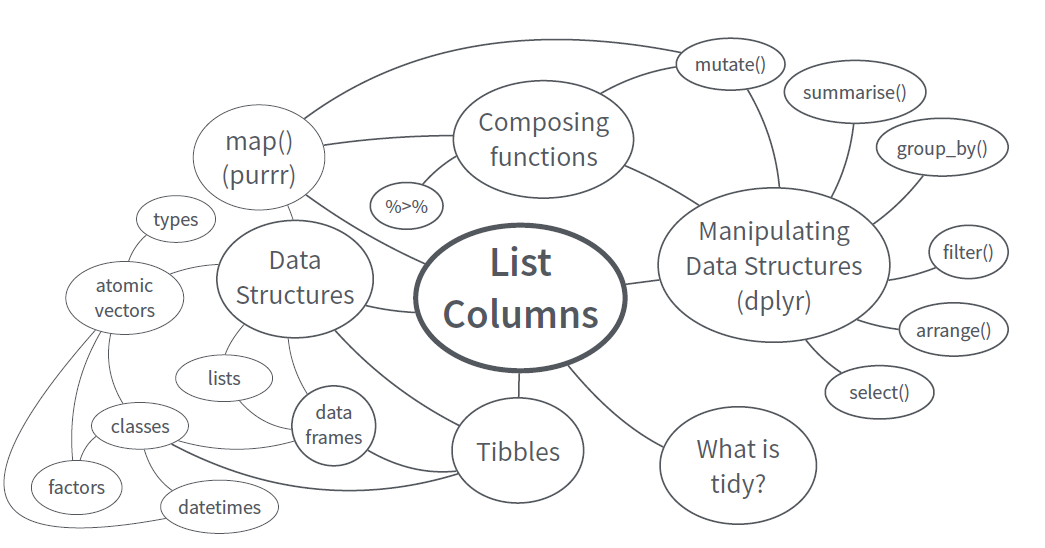 mutate()
summarise()
Composing
functions
map()
(purrr)
group_by()
%>%
types
Manipulating
Data Structures
(dplyr)
List
Columns
Data
Structures
filter()
atomic
vectors
arrange()
lists
select()
data
frames
classes
Tibbles
What is
tidy?
factors
datetimes